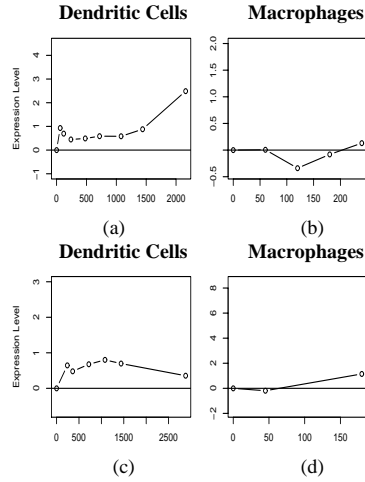 Dendritic Cells Macrophages
Expression Level
4
3
2
1
0
−1
0 500 1000 1500 2000
2.0
1.5
1.0
0.5
0.0
−0.5
0 50 100 150 200
(a) (b)
Dendritic Cells Macrophages
Expression Level
3
2
1
0
0 500 1500 2500
8
6
4
2
0
−2
0 50 100 150
(c) (d)